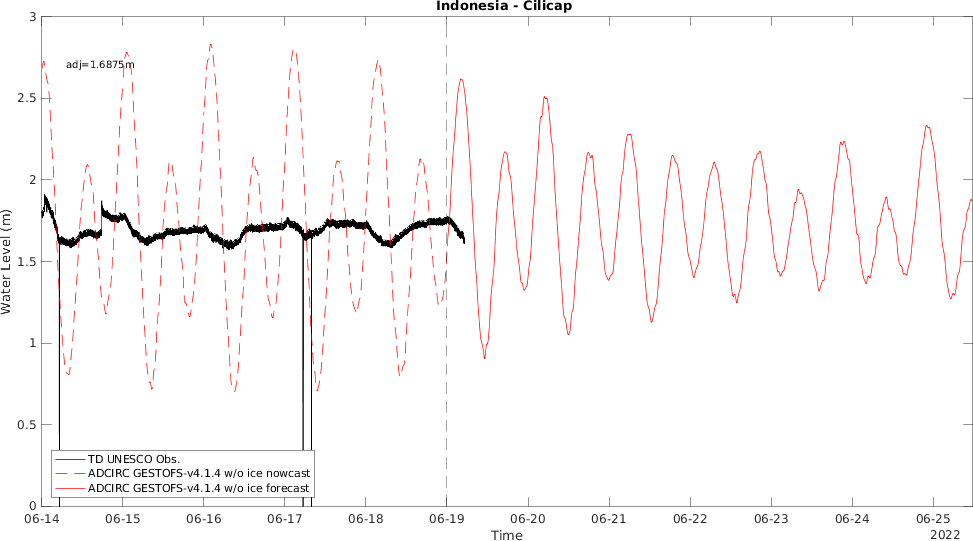 Indonesia - Cilicap
adj=1.6875m
Water Level (m)
3
2.5
2
1.5
1
0.5
0
TD UNESCO Obs.
ADCIRC GESTOFS-v4.1.4 w/o ice nowcast
ADCIRC GESTOFS-v4.1.4 w/o ice forecast
06-14 06-15 06-16 06-17 06-18 06-19 06-20 06-21 06-22 06-23 06-24 06-25
2022
Time